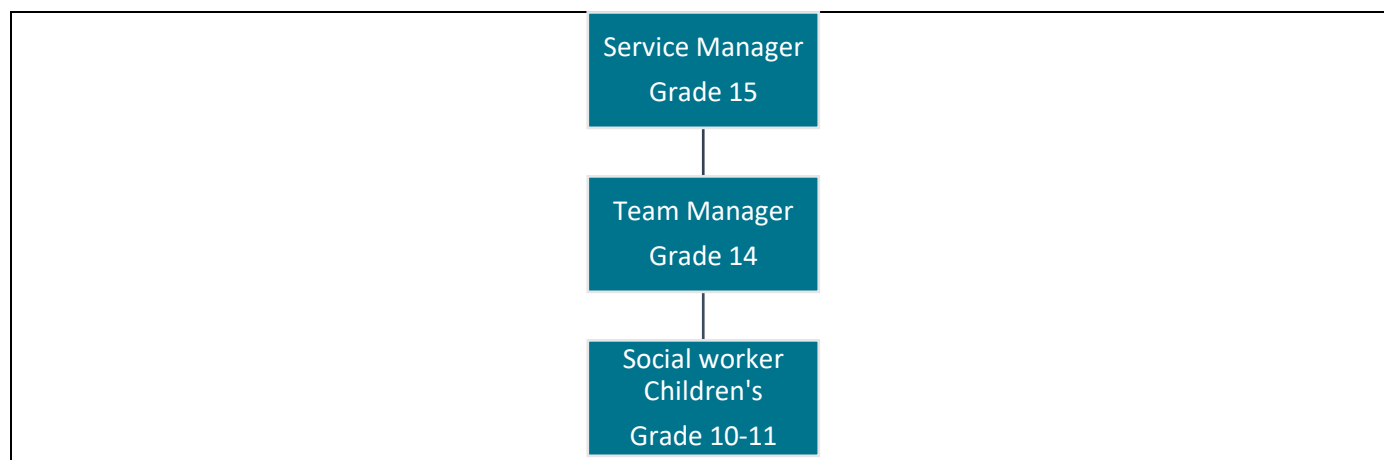 Service Manager
Grade 15
Team Manager
Grade 14
Social worker
Children's
Grade 10-11